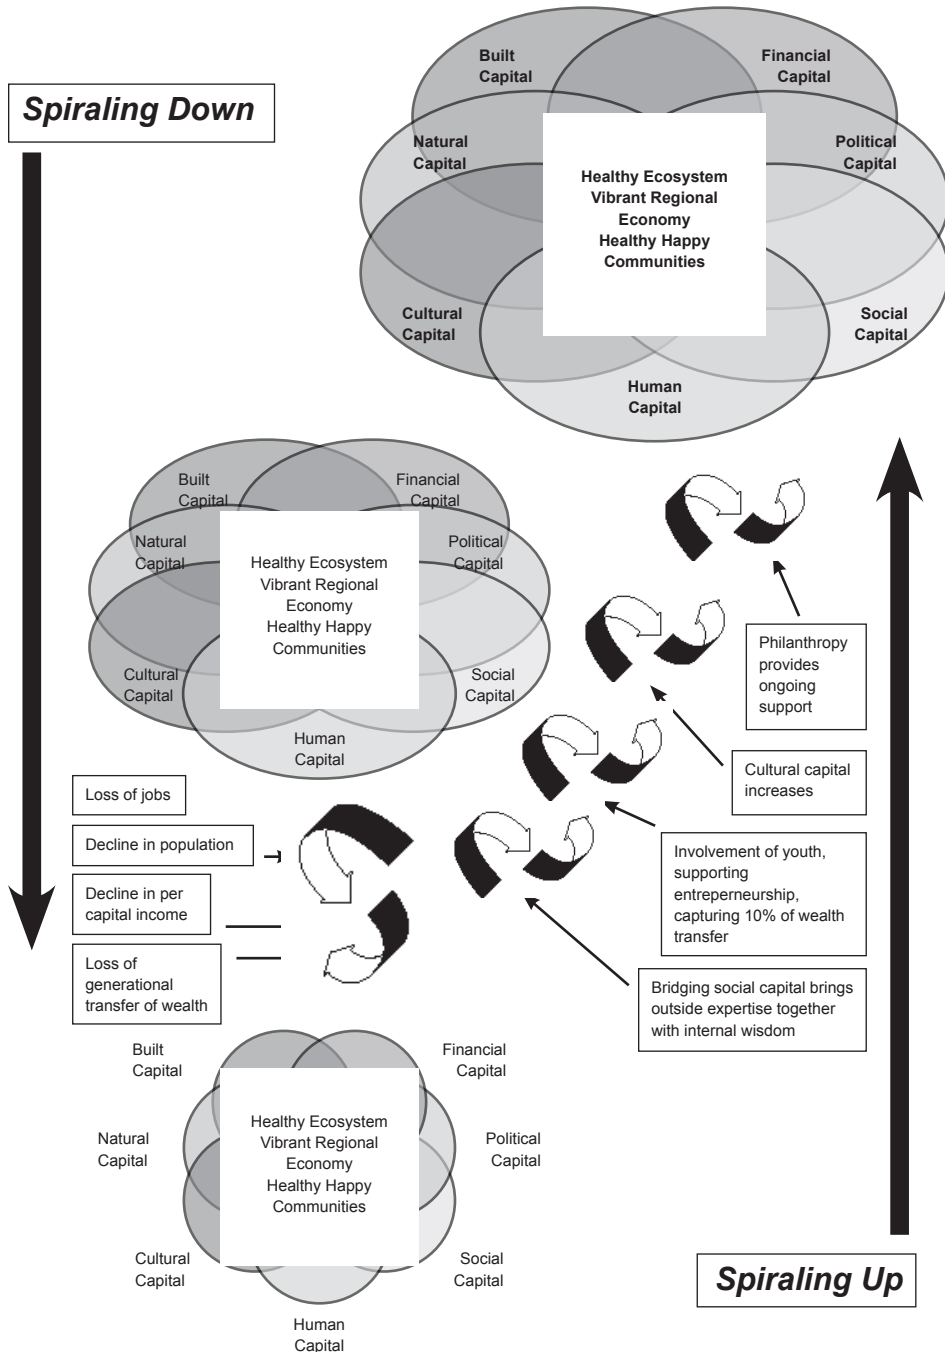 Spiraling Down
Built
Capital
Financial
Capital
Natural
Capital
Political
Capital
Healthy Ecosystem
Vibrant Regional
Economy
Healthy Happy
Communities
Cultural
Capital
Social
Capital
Human
Capital
Built
Capital
Financial
Capital
Natural
Capital
Political
Capital
Healthy Ecosystem
Vibrant Regional
Economy
Healthy Happy
Communities
Cultural
Capital
Social
Capital
Human
Capital
Loss of jobs
Decline in population
Decline in per
capital income
Loss of
generational
transfer of wealth
Philanthropy
provides
ongoing
support
Cultural capital
increases
Involvement of youth,
supporting
entreperneurship,
capturing 10% of wealth
transfer
Bridging social capital brings
outside expertise together
with internal wisdom
Built
Capital
Financial
Capital
Natural
Capital
Political
Capital
Healthy Ecosystem
Vibrant Regional
Economy
Healthy Happy
Communities
Cultural
Capital
Social
Capital
Human
Capital
Spiraling Up